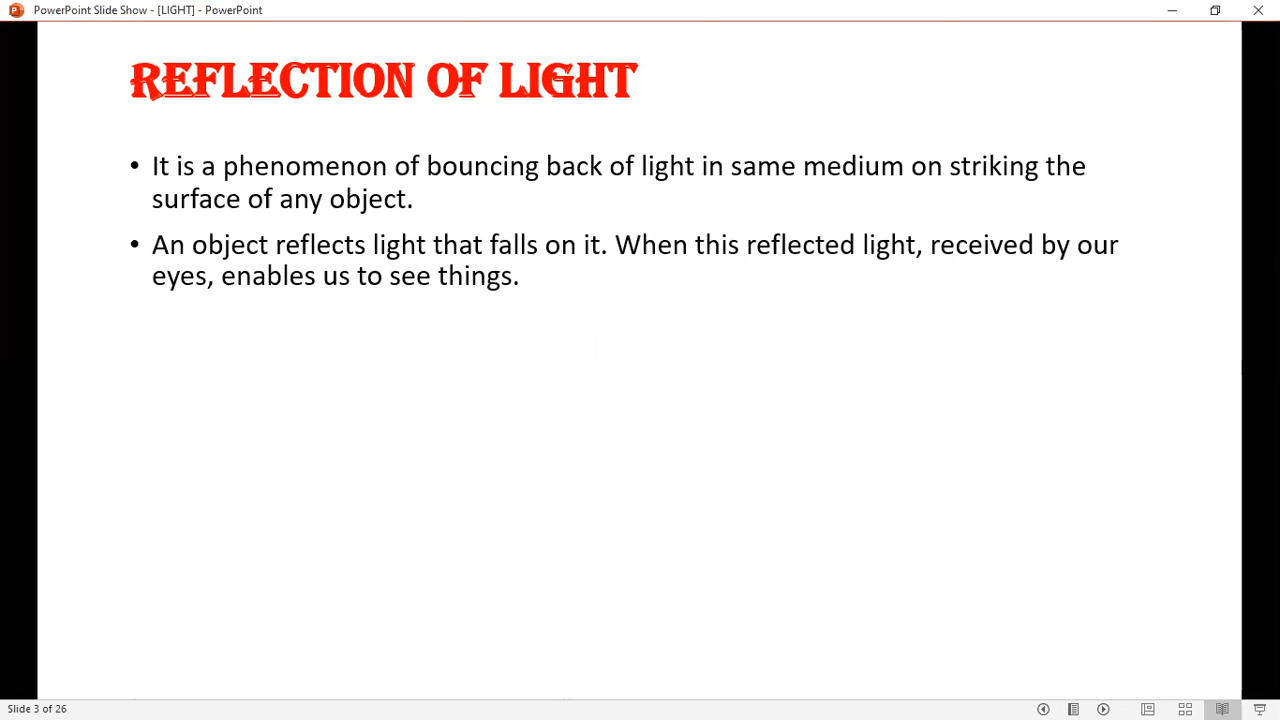 PowerPoint Slide Show - [LIGHT] - PowerPoint
REFLECTION OF LIGHT
• It is a phenomenon of bouncing back of light in same medium on striking the
surface of any object.
• An object reflects light that falls on it. When this reflected light, received by our
eyes, enables us to see things.
Slide 3 of 26